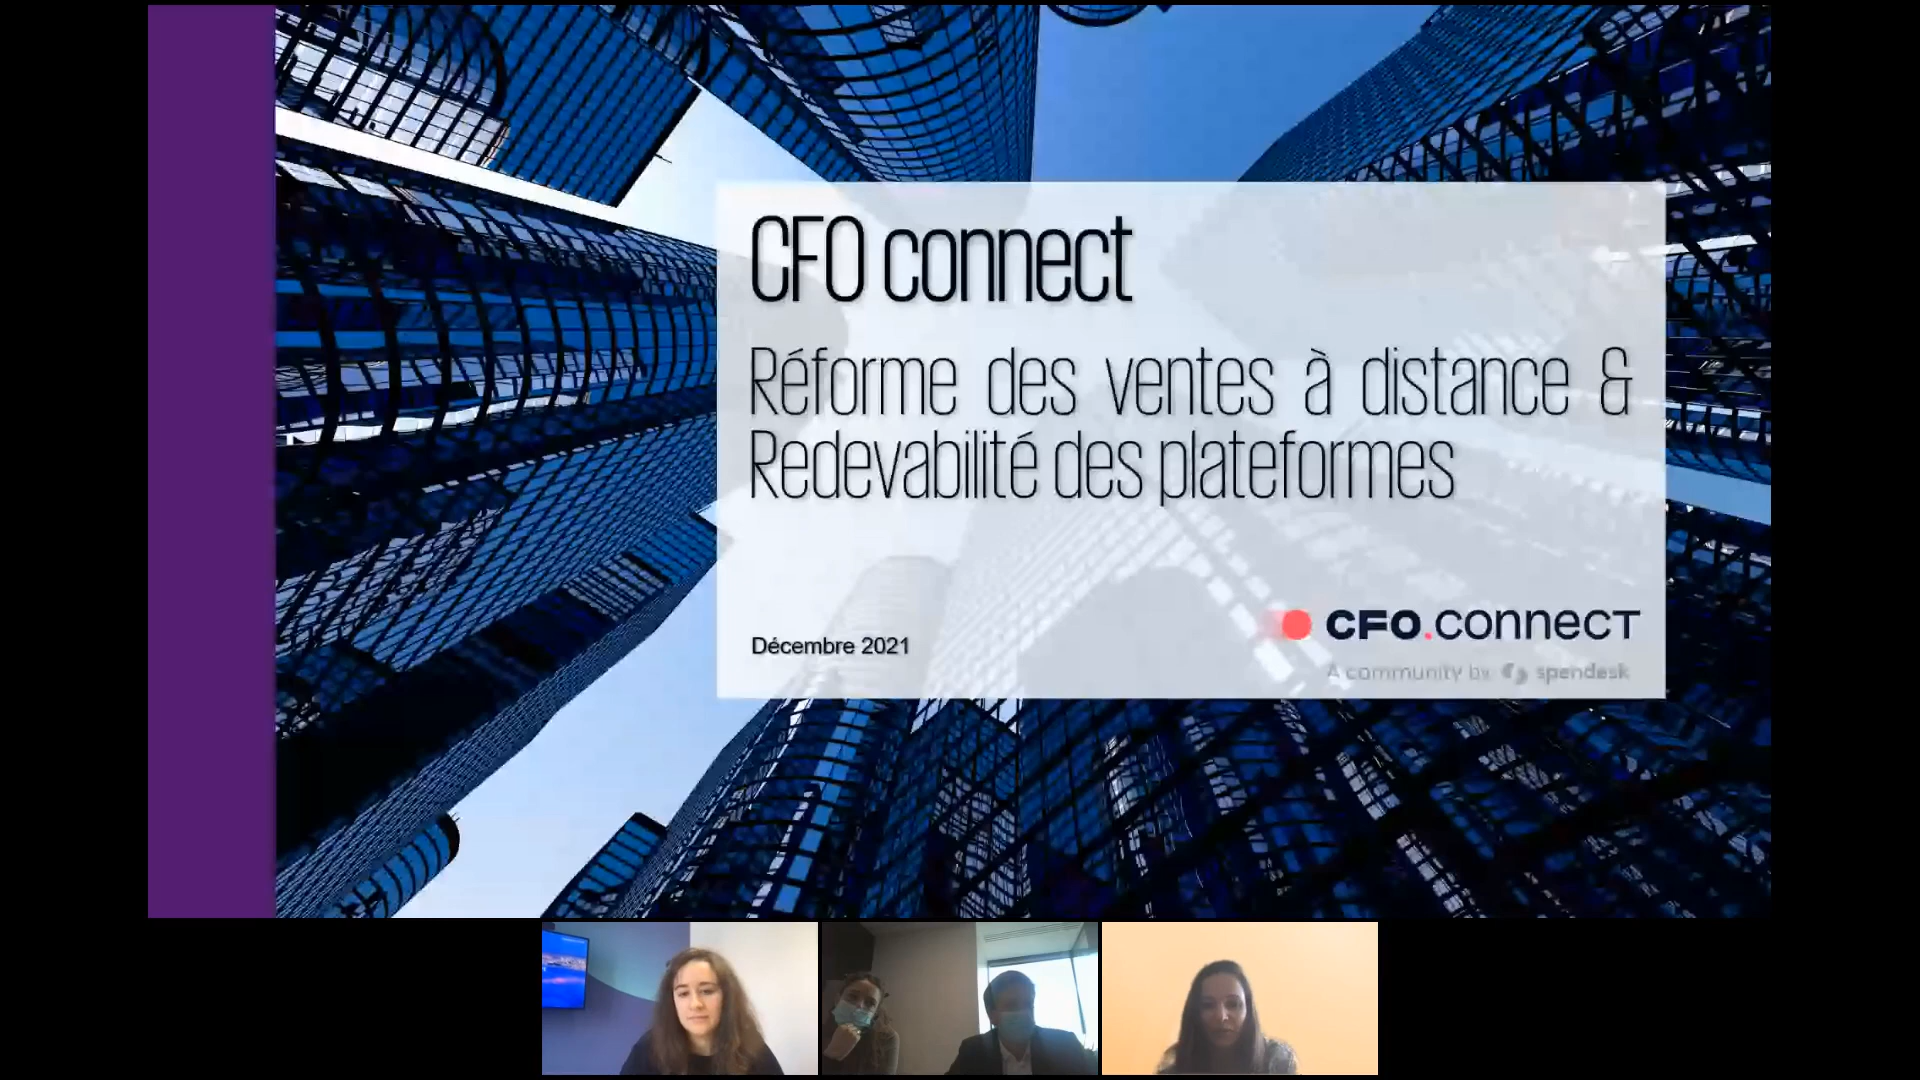 CFO connect
Réforme des ventes à distance &
Redevabilité des plateformes
Décembre 2021
CFO.connect
A community by spendesk